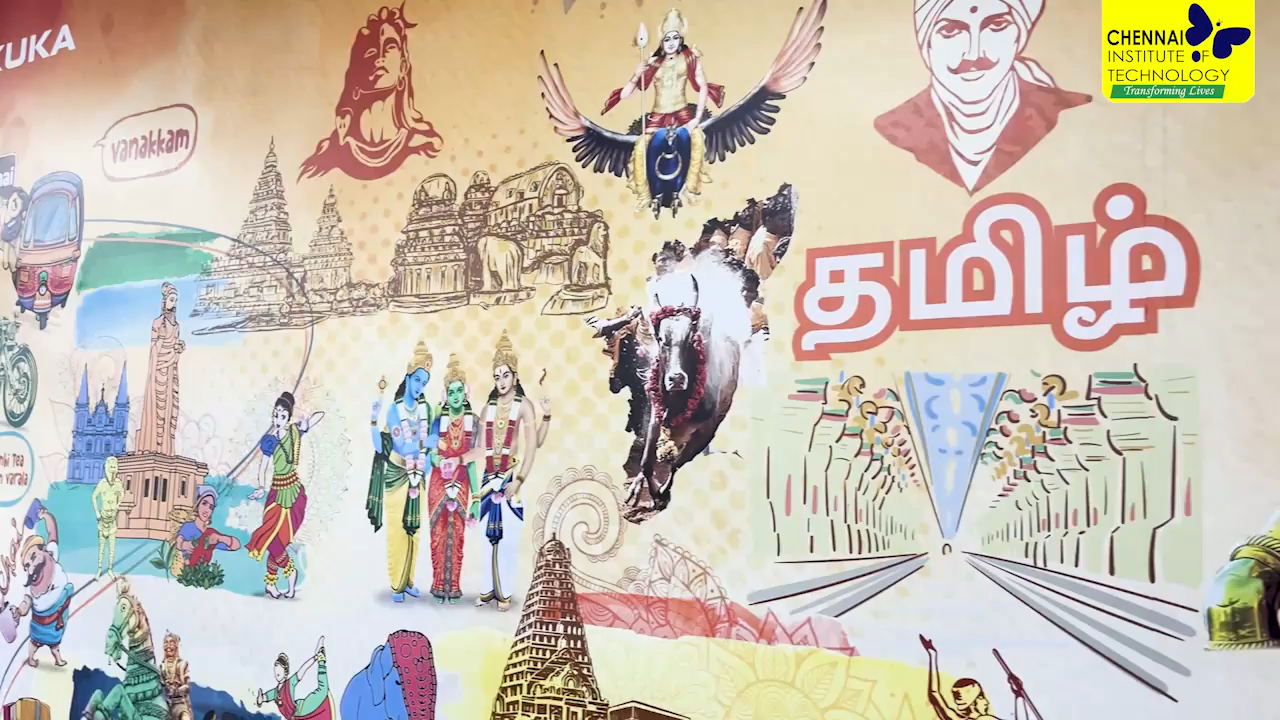 KUKA
vanakkam
தமிழ்
CHENNAI
INSTITUTE OF
TECHNOLOGY
Transforming Lives